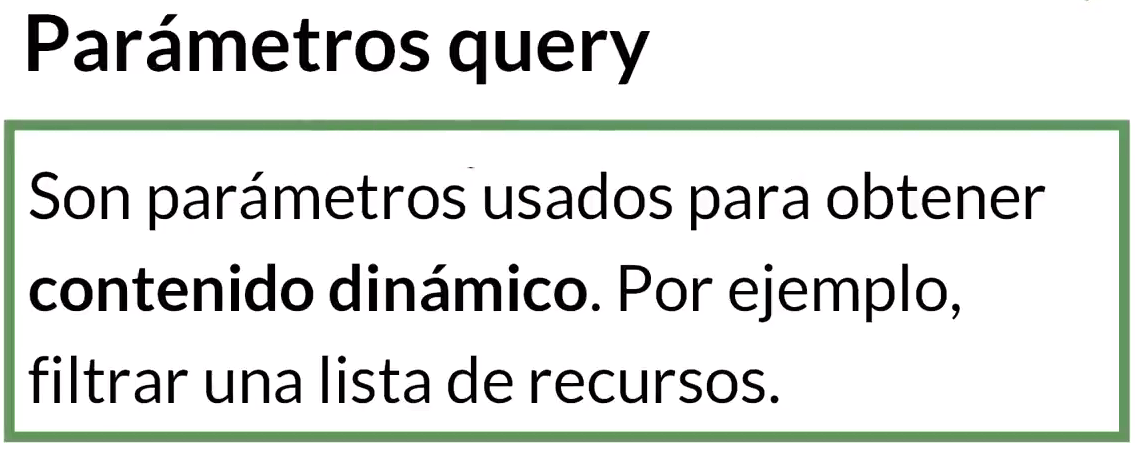 Parámetros query
Son parámetros usados para obtener
contenido dinámico. Por ejemplo,
filtrar una lista de recursos.